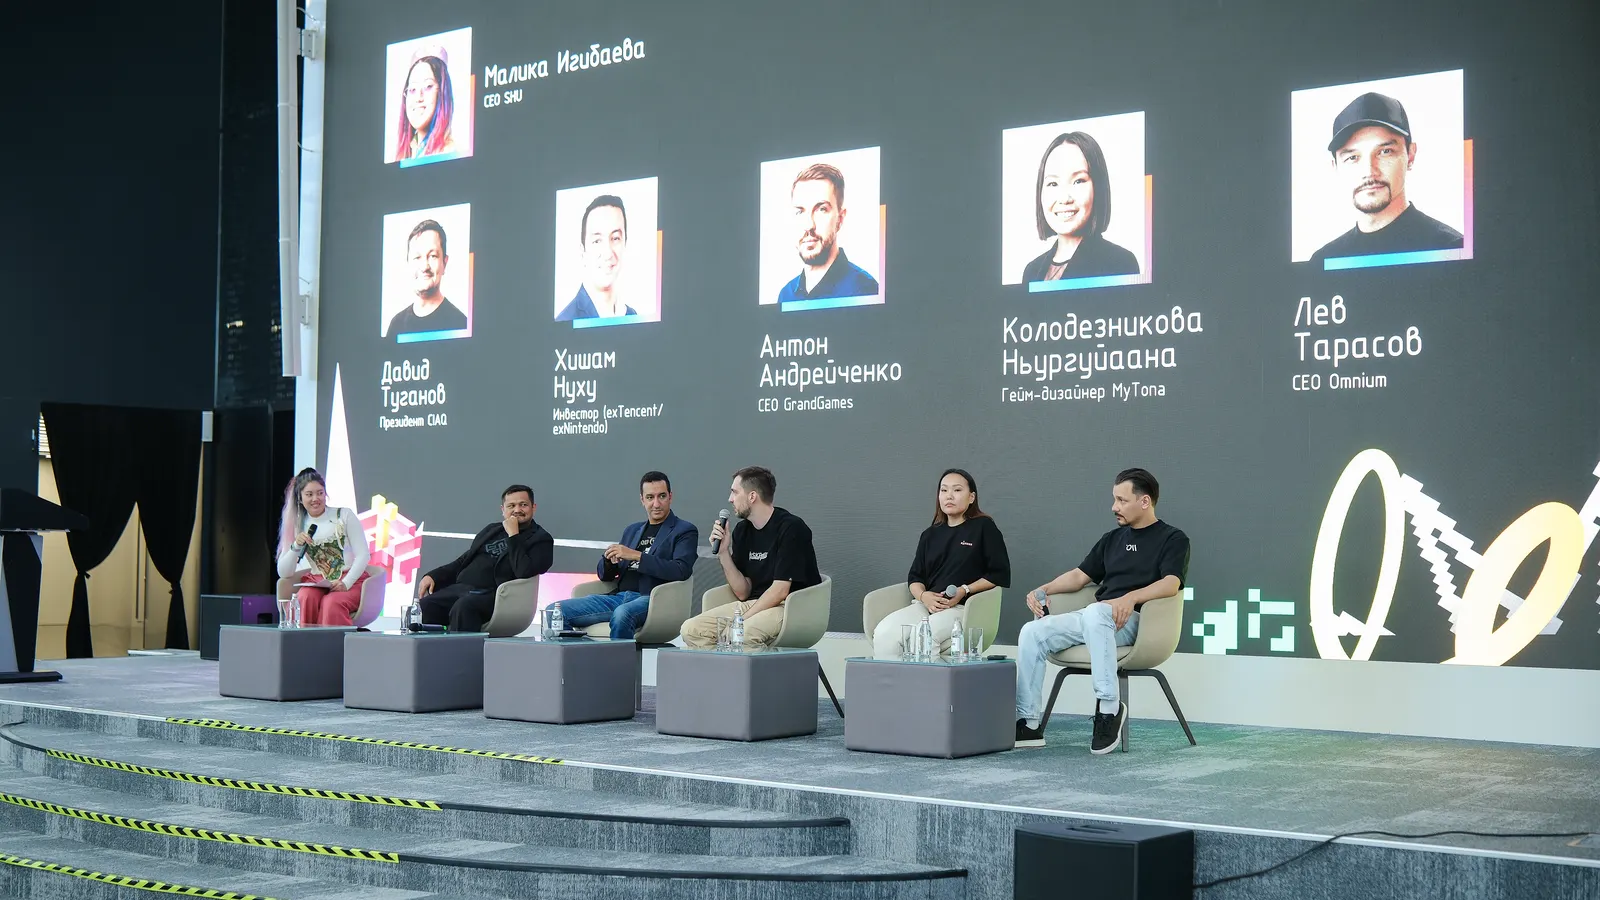 Малика Игибаева
CEO SHU
Давид
Туганов
Президент CIAQ
Хишам
Нуху
Инвестор (exTencent/
exNintendo)
Антон
Андрейченко
CEO GrandGames
Колодезникова
Ньургуйаана
Гейм-дизайнер MyTona
Лев
Тарасов
CEO Omnium